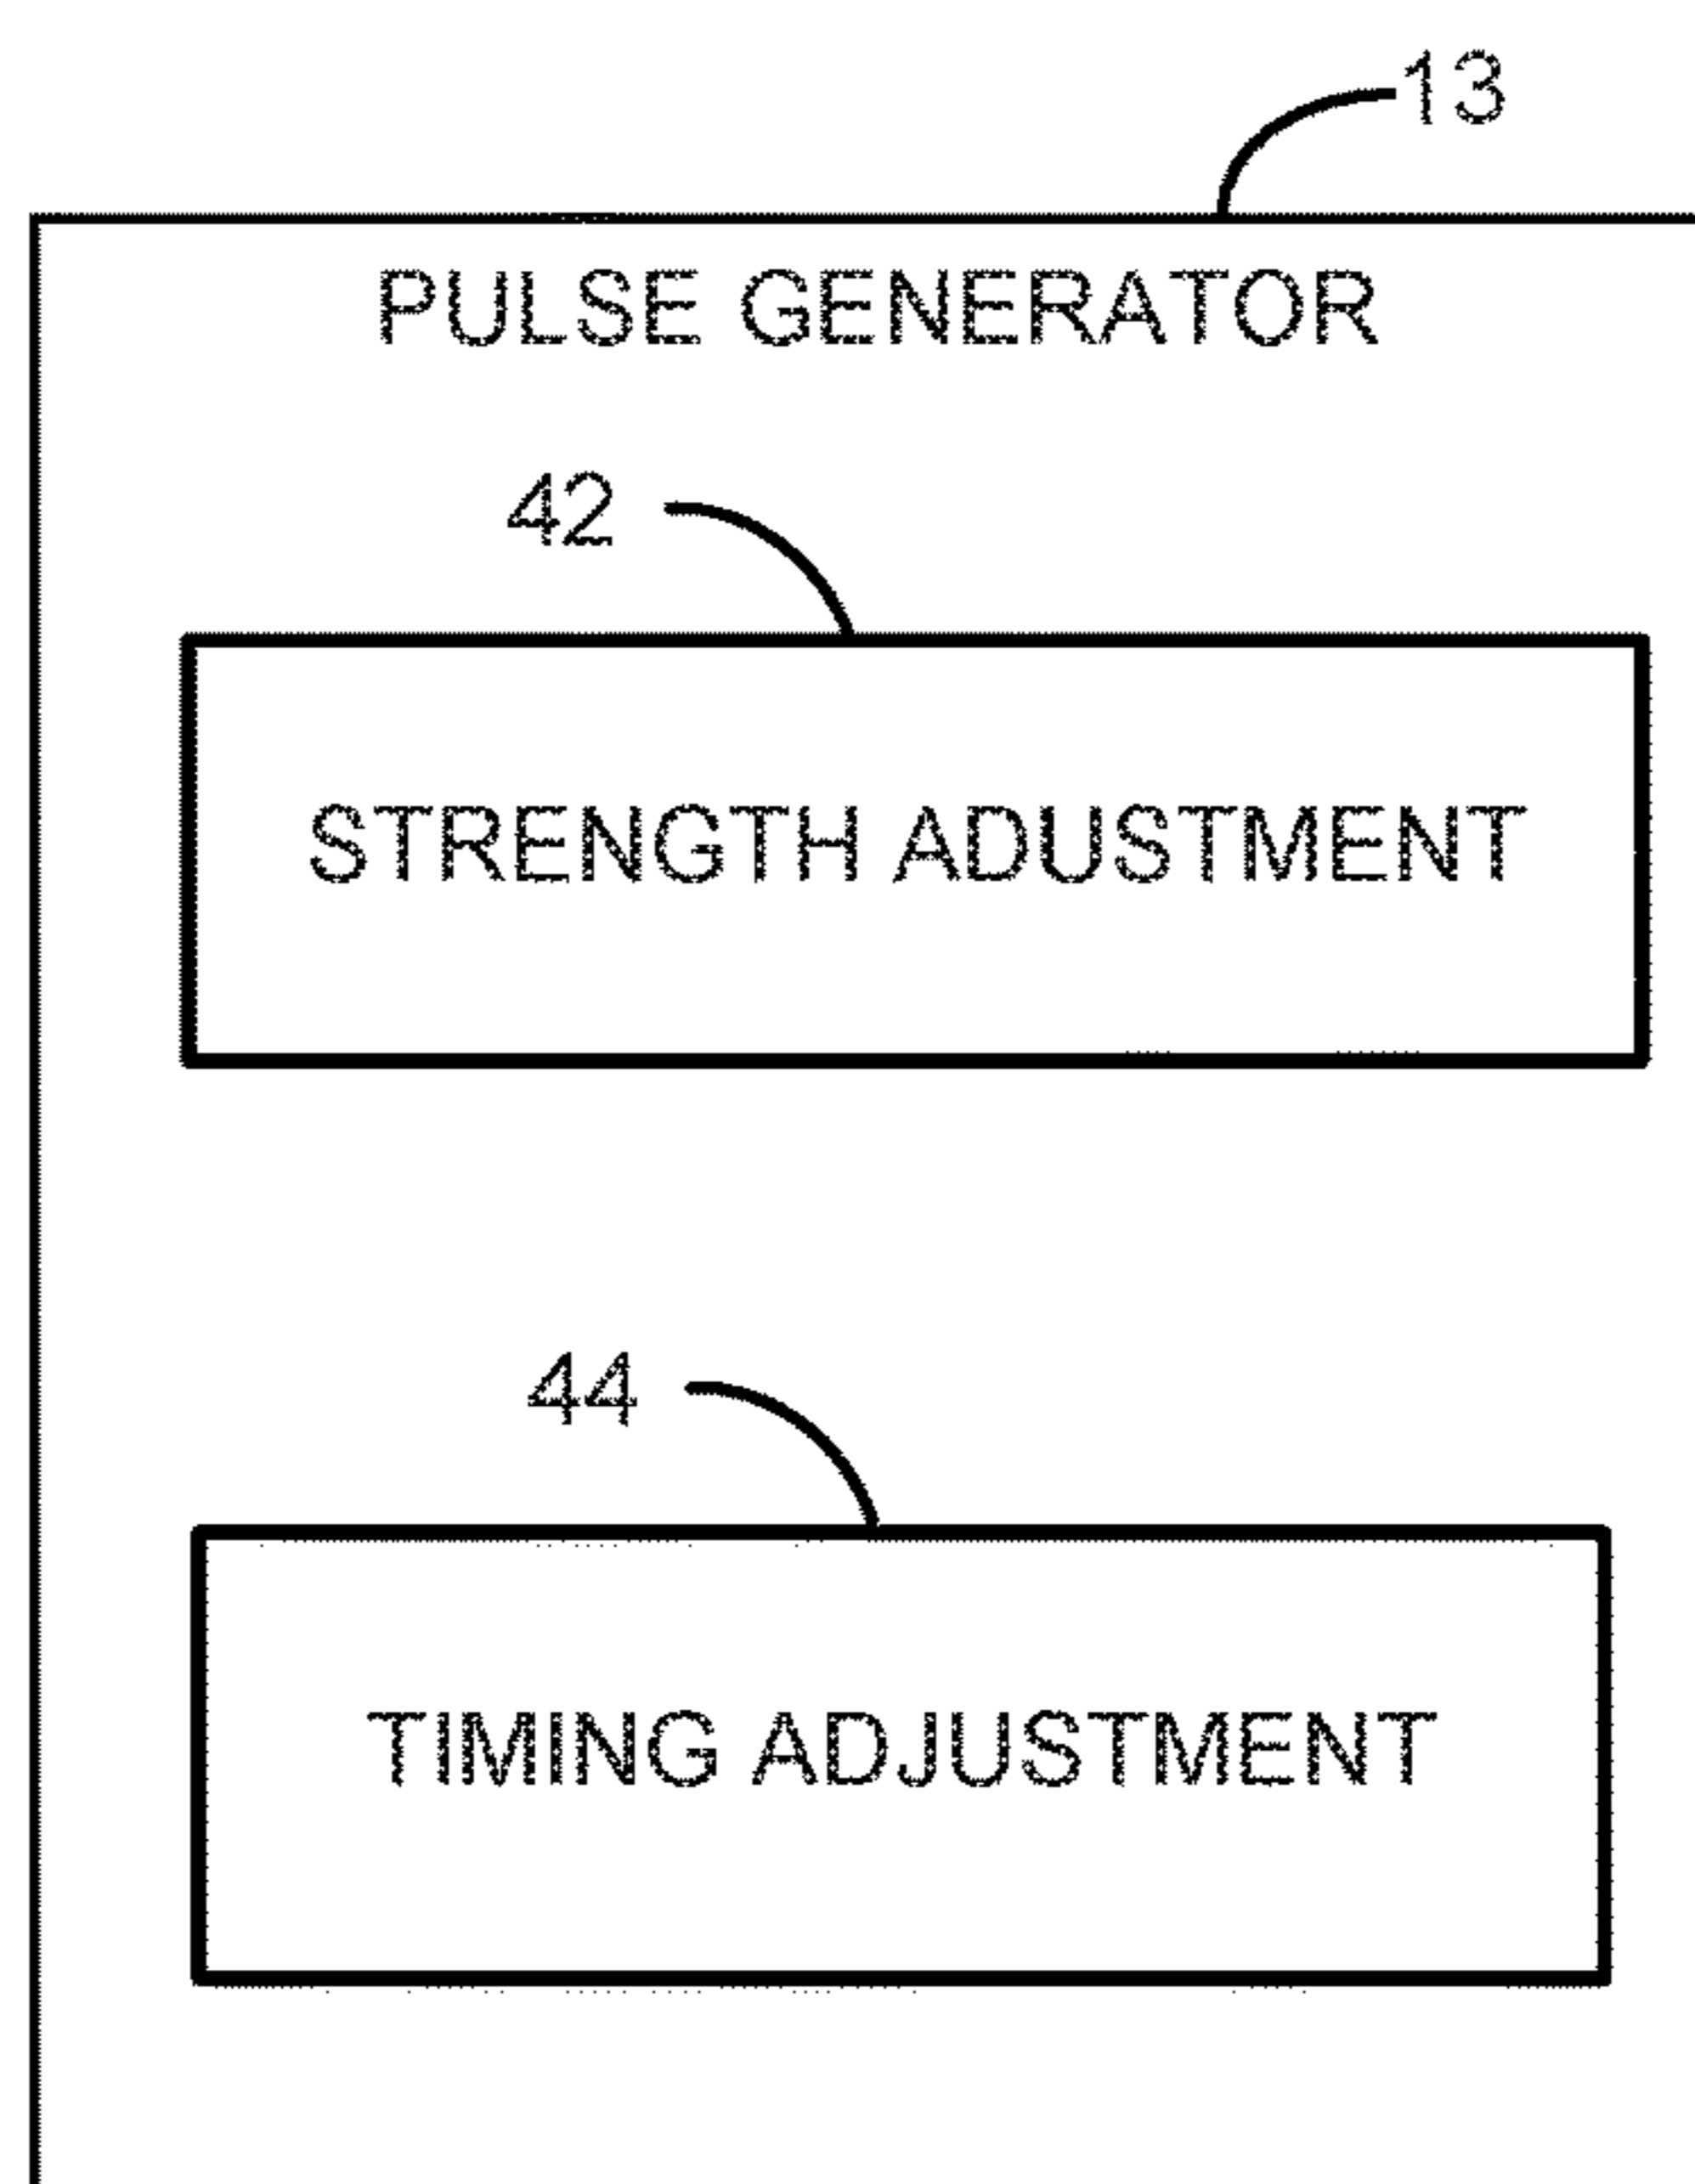 13
PULSE GENERATOR
42
STRENGTH ADUSTMENT
44
TIMING ADJUSTMENT